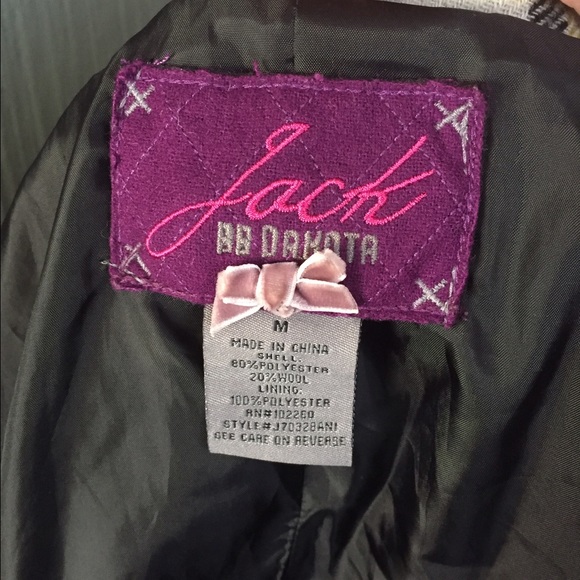 Jack
BB DAKOTA
M
MADE IN CHINA
SHELL:
80%POLYESTER
20%WOOL
LINING:
100%POLYESTER
RN#102260
STYLE#J70328ANI
SEE CARE ON REVERSE